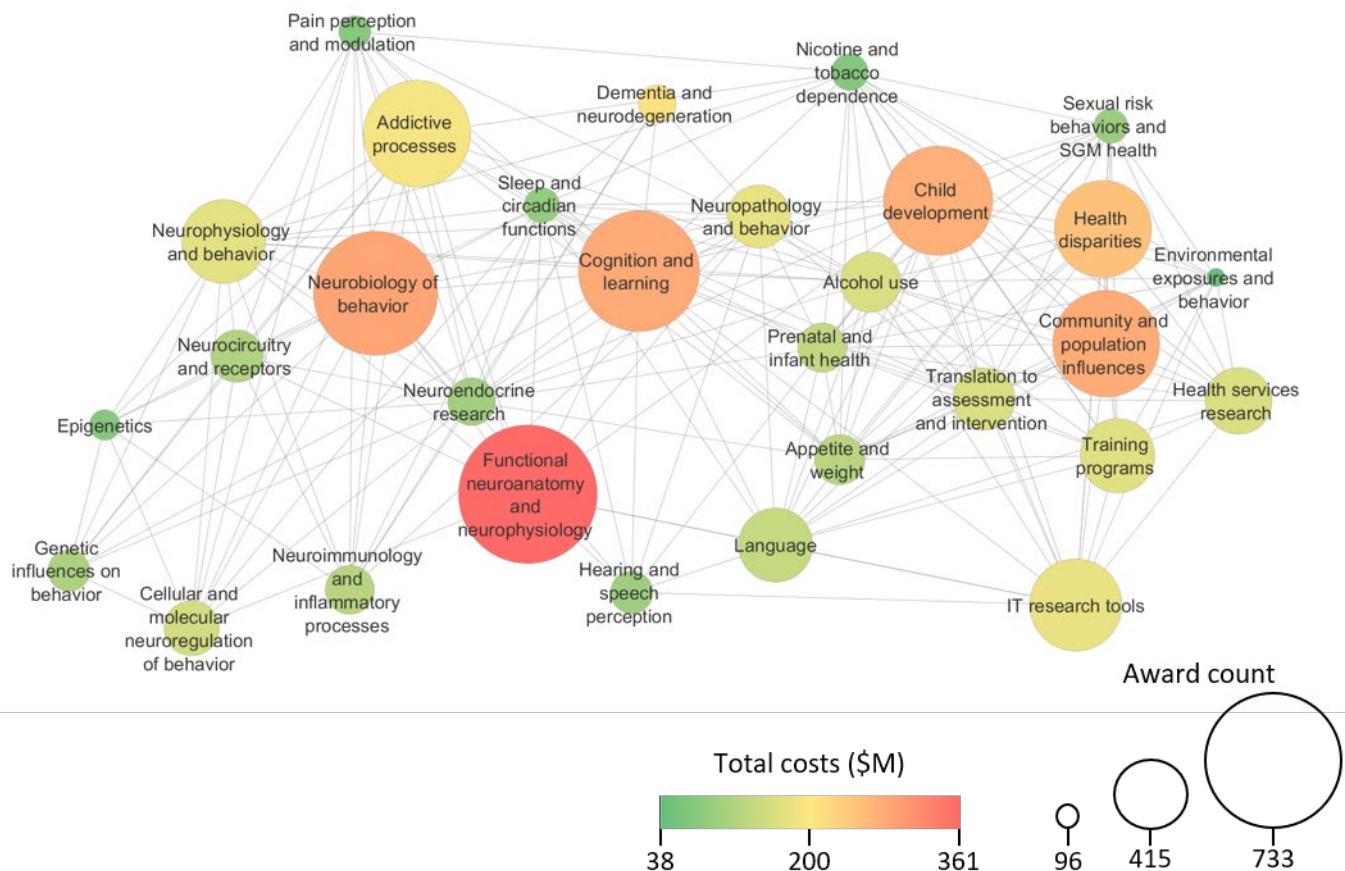 Pain perception
and modulation
Nicotine and
tobacco
dependence
Dementia and
neurodegeneration
Sexual risk
behaviors and
SGM health
Addictive
processes
Sleep and
circadian
functions
Neuropathology
and behavior
Child
development
Health
disparities
Neurophysiology
and behavior
Cognition and
learning
Environmental
exposures and
behavior
Neurobiology of
behavior
Alcohol use
Community and
population
influences
Neurocircuitry
and receptors
Prenatal and
infant health
Neuroendocrine
research
Translation to
assessment
and intervention
Health services
research
Epigenetics
Appetite and
weight
Training
programs
Functional
neuroanatomy
and
neurophysiology
Language
Genetic
influences on
behavior
Neuroimmunology
and
inflammatory
processes
Hearing and
speech
perception
Cellular and
molecular
neuroregulation
of behavior
IT research tools
Award count
Total costs ($M)
38 200 361
96 415 733